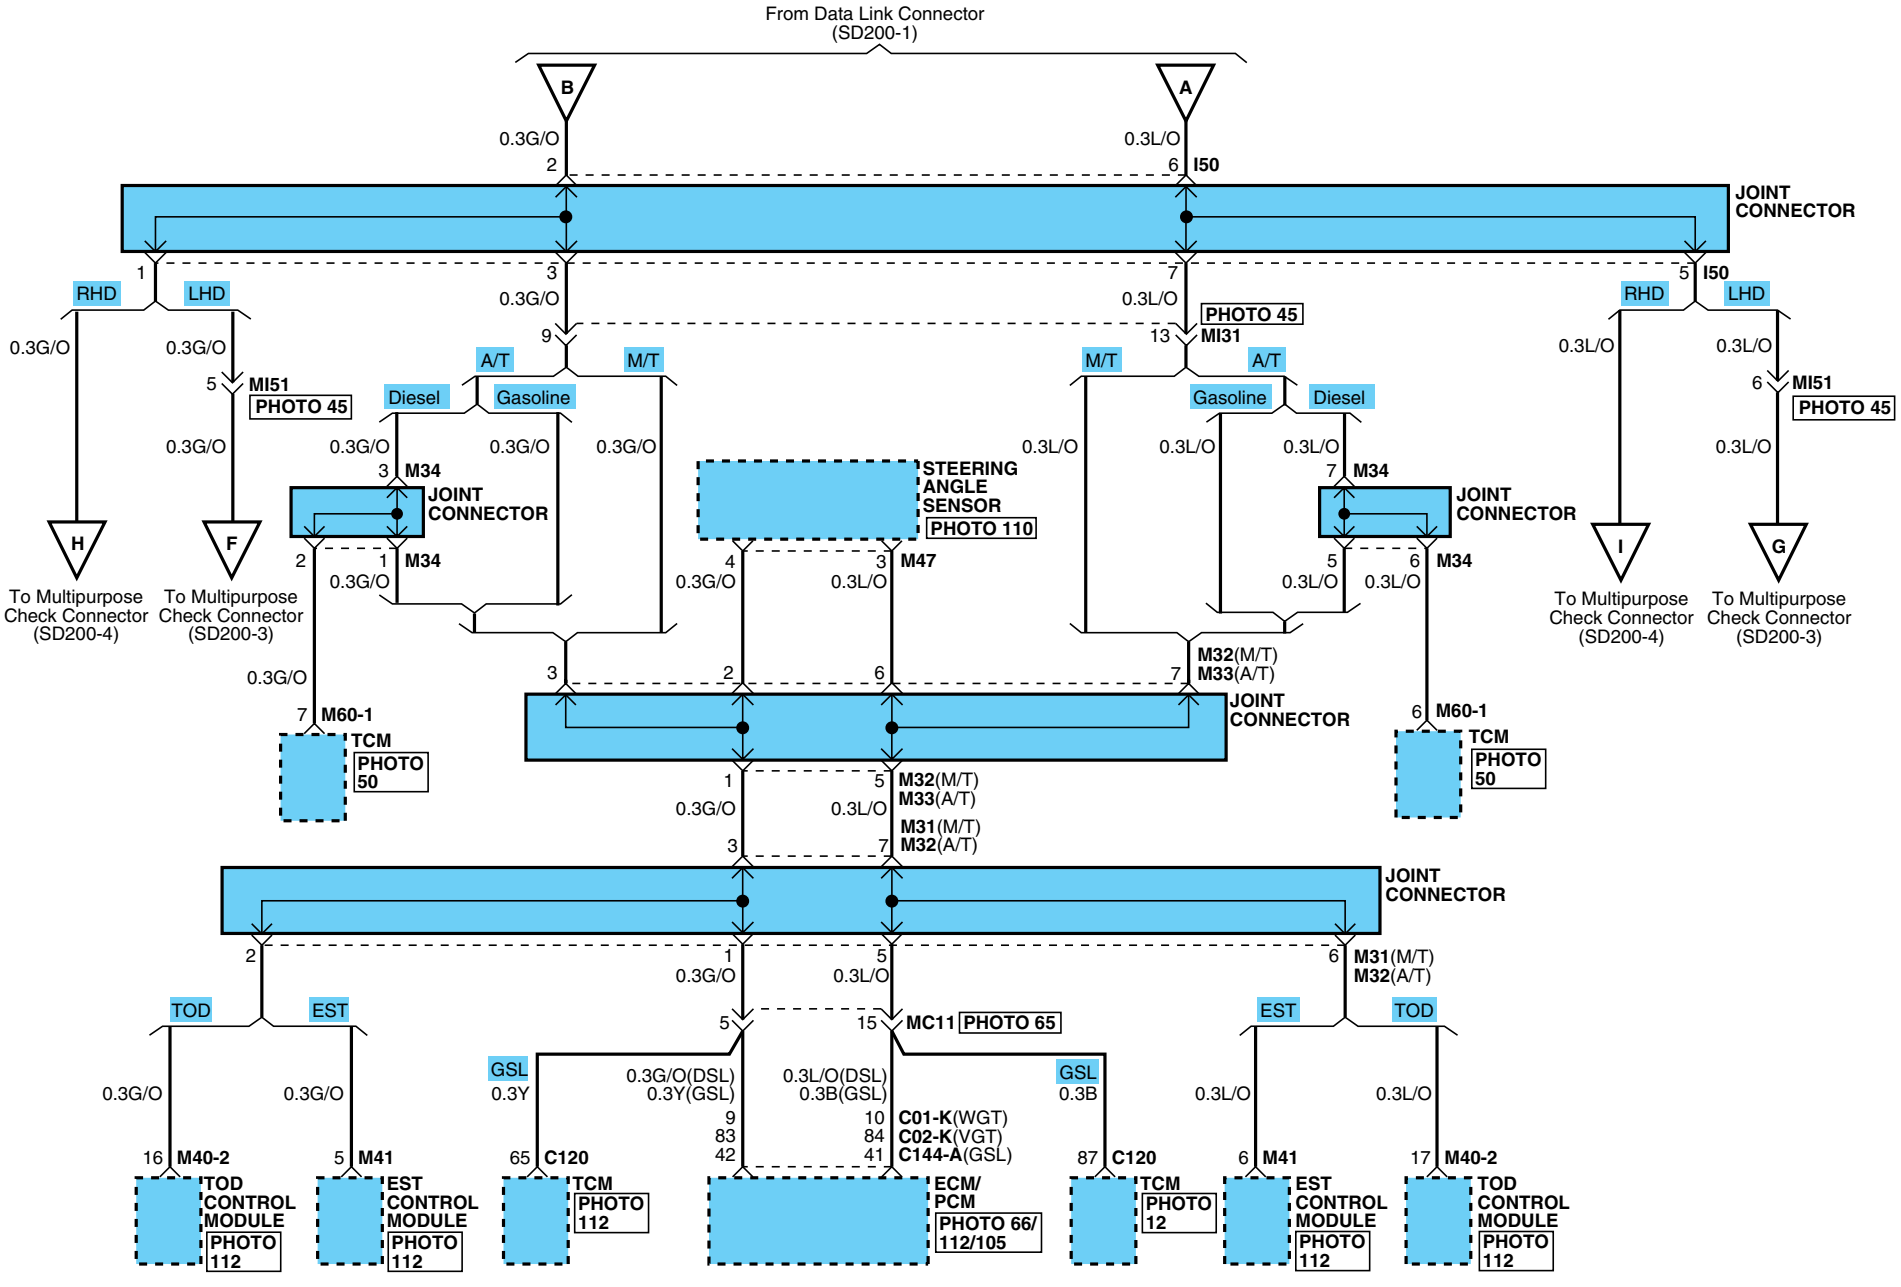 From Data Link Connector
(SD200-1)
B
A
0.3G/O
0.3L/O
2
6 I50
JOINT
CONNECTOR
1
3
7
5 I50
RHD
LHD
0.3G/O
0.3L/O
RHD
LHD
PHOTO 45
9
13 MI31
0.3G/O
0.3G/O
0.3L/O
0.3L/O
A/T
M/T
M/T
A/T
5 MI51
PHOTO 45
6 MI51
PHOTO 45
Diesel
Gasoline
Gasoline
Diesel
0.3G/O
0.3G/O
0.3G/O
0.3G/O
0.3L/O
0.3L/O
0.3L/O
0.3L/O
3 M34
7 M34
STEERING
ANGLE
SENSOR
PHOTO 110
JOINT
CONNECTOR
JOINT
CONNECTOR
H
F
I
G
2
1 M34
4
3 M47
5
6 M34
0.3G/O
0.3G/O
0.3L/O
0.3L/O
0.3L/O
To Multipurpose
Check Connector
(SD200-4)
To Multipurpose
Check Connector
(SD200-3)
To Multipurpose
Check Connector
(SD200-4)
To Multipurpose
Check Connector
(SD200-3)
0.3G/O
3
2
6
7
M32(M/T)
M33(A/T)
JOINT
CONNECTOR
7 M60-1
TCM
PHOTO
50
6 M60-1
TCM
PHOTO
50
1
5
M32(M/T)
M33(A/T)
0.3G/O
0.3L/O
M31(M/T)
M32(A/T)
3
7
JOINT
CONNECTOR
2
1
5
6
M31(M/T)
M32(A/T)
0.3G/O
0.3L/O
TOD
EST
EST
TOD
5
15 MC11 PHOTO 65
GSL
0.3Y
0.3G/O(DSL)
0.3Y(GSL)
0.3L/O(DSL)
0.3B(GSL)
GSL
0.3B
0.3G/O
0.3G/O
0.3L/O
0.3L/O
9
10 C01-K(WGT)
83
84 C02-K(VGT)
42
41 C144-A(GSL)
16 M40-2
5 M41
65 C120
87 C120
6 M41
17 M40-2
TOD
CONTROL
MODULE
PHOTO
112
EST
CONTROL
MODULE
PHOTO
112
TCM
PHOTO
112
ECM/
PCM
PHOTO 66/
112/105
TCM
PHOTO
12
EST
CONTROL
MODULE
PHOTO
112
TOD
CONTROL
MODULE
PHOTO
112